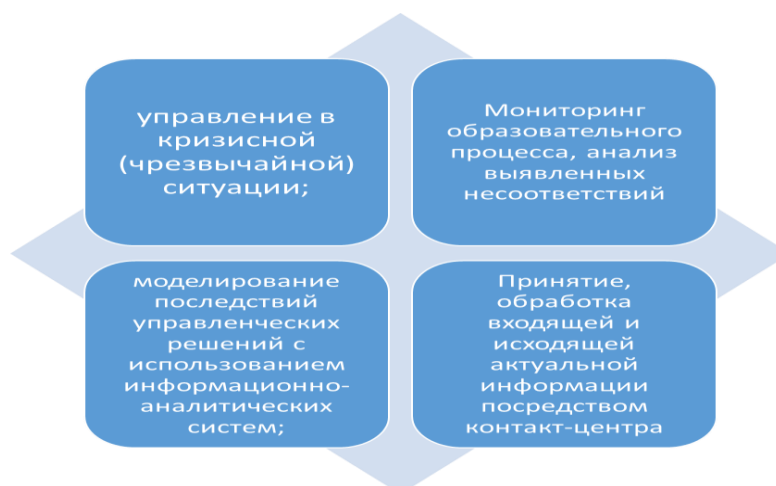 управление в
кризисной
(чрезвычайной)
ситуации;
Мониторинг
образовательного
процесса, анализ
выявленных
несоответствий
моделирование
последствий
управленческих
решений с
использованием
информационно-
аналитических
систем;
Принятие,
обработка
входящей и
исходящей
актуальной
информации
посредством
контакт-центра